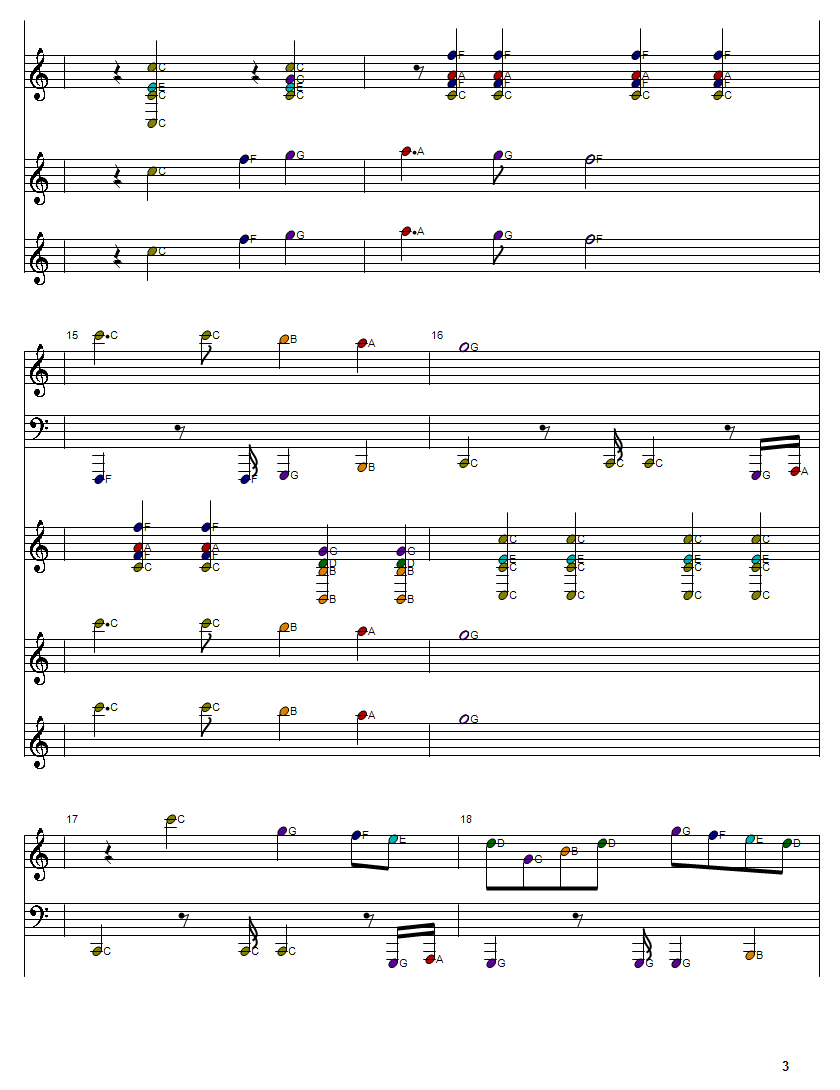 F F F F
C C A A A A
E C E F F F F
C C C C C C
C
C F G A G F
C F G A G F
15 16
C C B A G
F F G B C C C G A
F F
A A G G C C C C
F F D D E E E E
C C B B C C C C
B B C C C C
C C B A G
C C B A G
17 18
C G F E D G B D G F E D
C C C G A G G G B
3